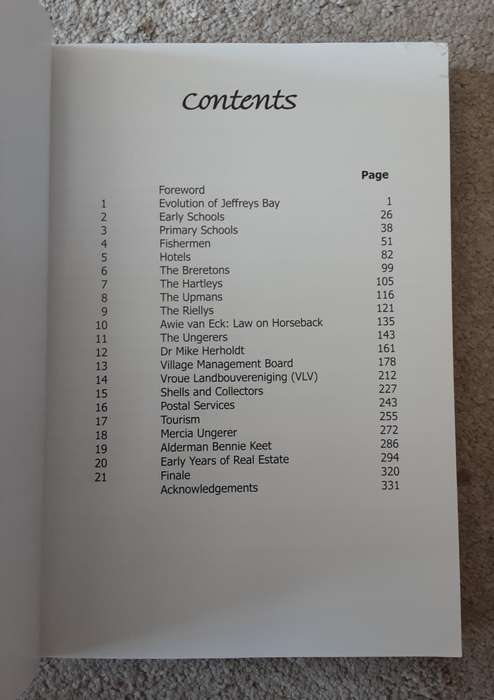 Contents
Page
Foreword
1 Evolution of Jeffreys Bay 1
2 Early Schools 26
3 Primary Schools 38
4 Fishermen 51
5 Hotels 82
6 The Breretons 99
7 The Hartleys 105
8 The Upmans 116
9 The Riellys 121
10 Awie van Eck: Law on Horseback 135
11 The Ungerers 143
12 Dr Mike Herholdt 161
13 Village Management Board 178
14 Vroue Landbouvereniging (VLV) 212
15 Shells and Collectors 227
16 Postal Services 243
17 Tourism 255
18 Mercia Ungerer 272
19 Alderman Bennie Keet 286
20 Early Years of Real Estate 294
21 Finale 320
Acknowledgements 331